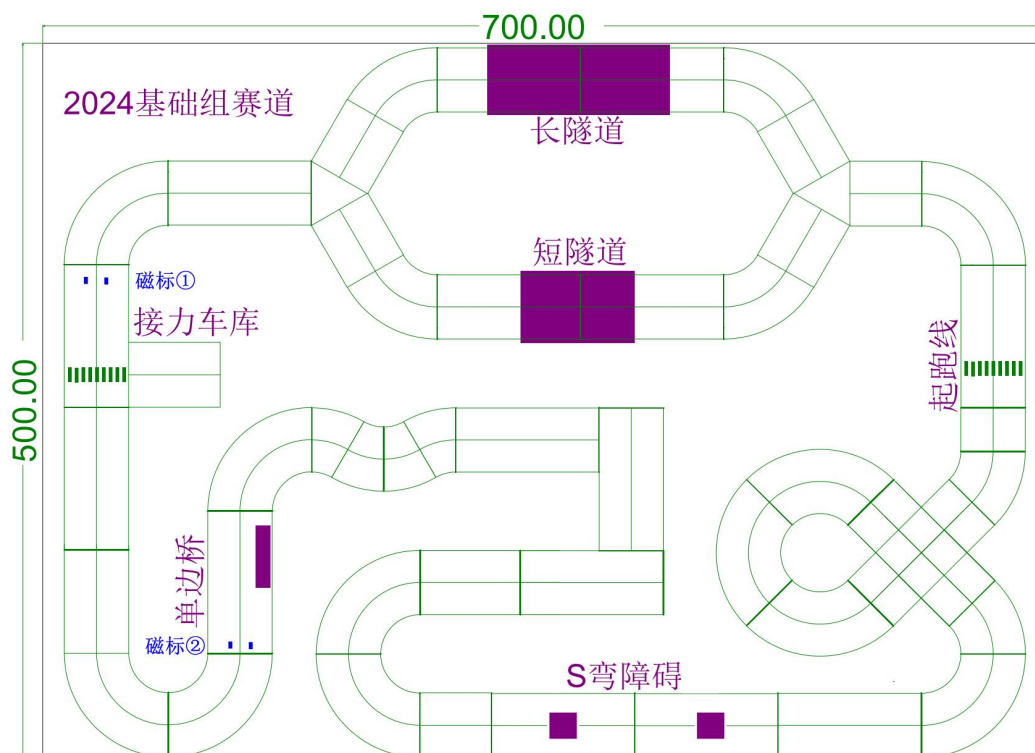 700.00
2024基础组赛道
长隧道
短隧道
磁标①
接力车库
起跑线
500.00
单边桥
磁标②
S弯障碍